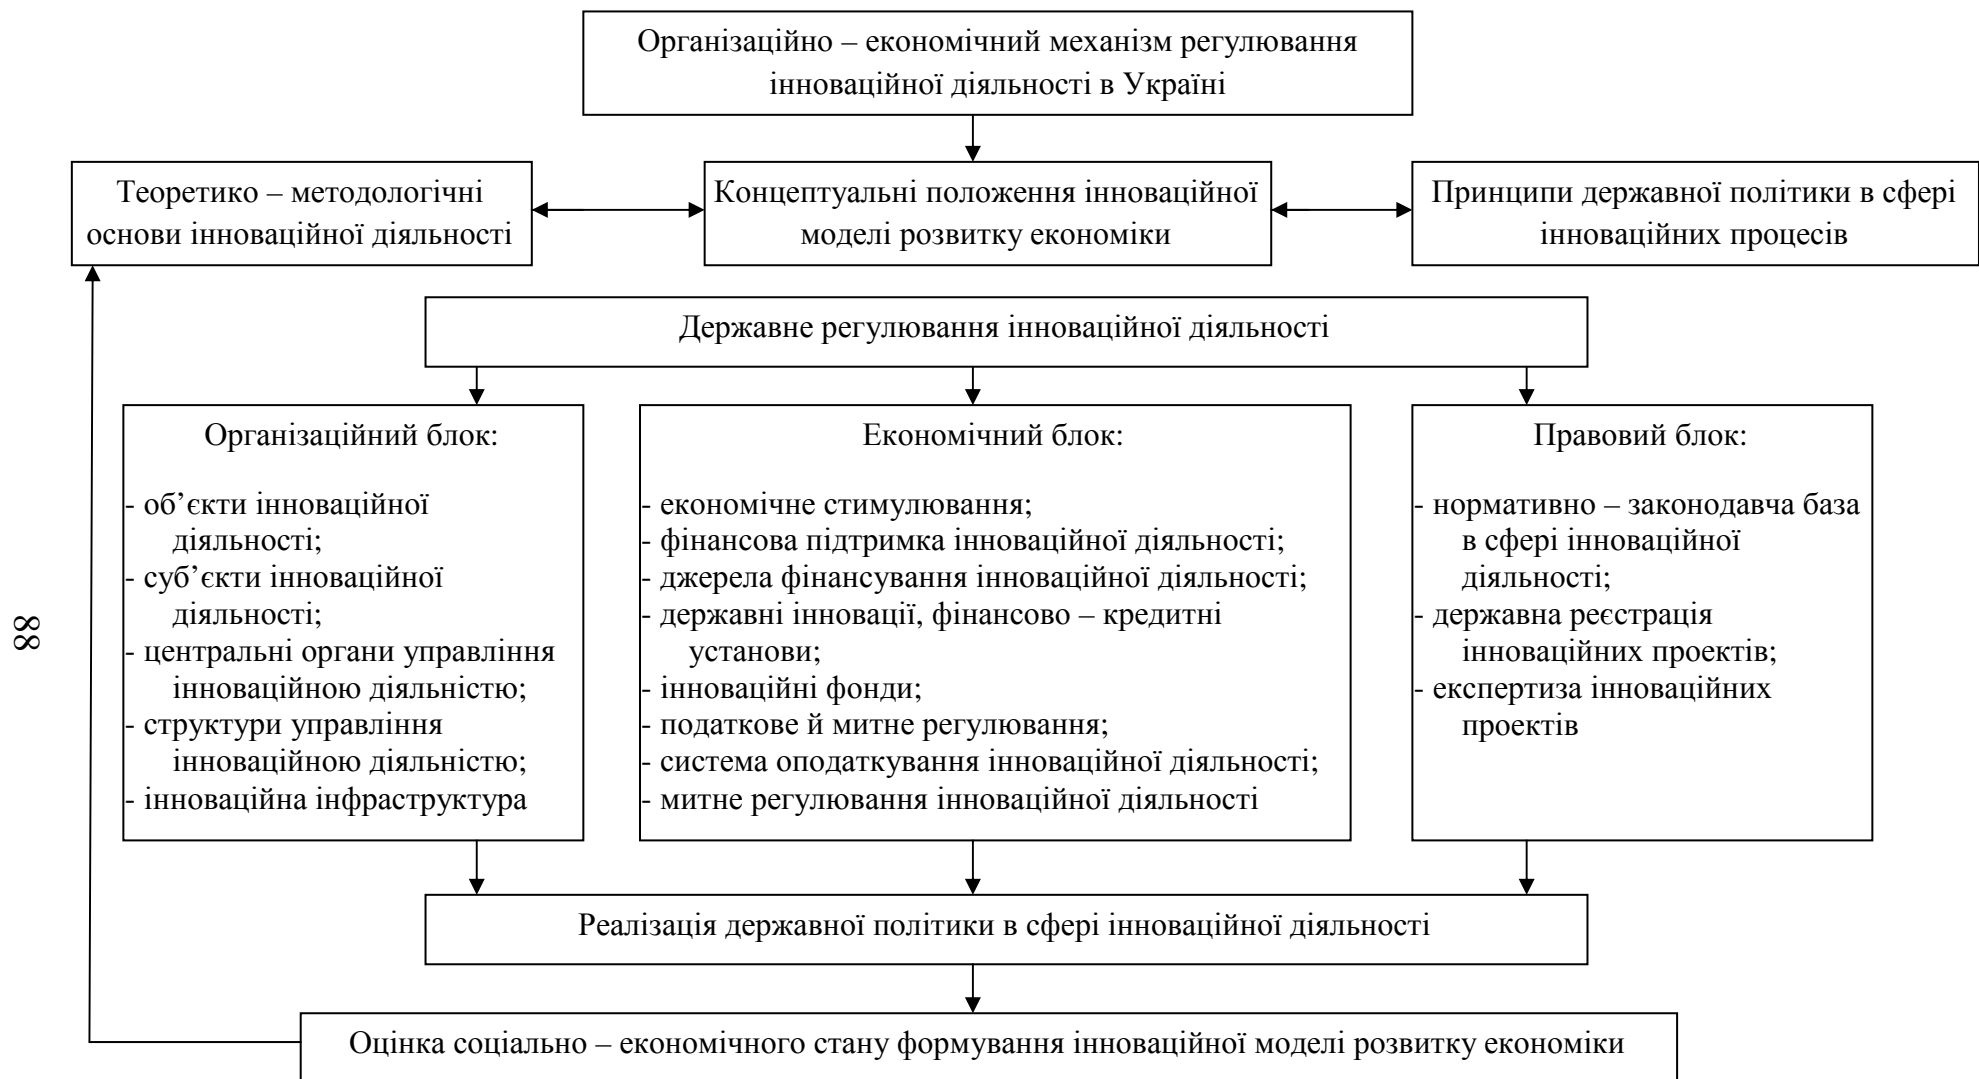 Організаційно – економічний механізм регулювання
інноваційної діяльності в Україні
Теоретико – методологічні
основи інноваційної діяльності
Концептуальні положення інноваційної
моделі розвитку економіки
Принципи державної політики в сфері
інноваційних процесів
Державне регулювання інноваційної діяльності
Організаційний блок:
- об’єкти інноваційної
діяльності;
- суб’єкти інноваційної
діяльності;
- центральні органи управління
інноваційною діяльністю;
- структури управління
інноваційною діяльністю;
- інноваційна інфраструктура
Економічний блок:
- економічне стимулювання;
- фінансова підтримка інноваційної діяльності;
- джерела фінансування інноваційної діяльності;
- державні інновації, фінансово – кредитні
установи;
- інноваційні фонди;
- податкове й митне регулювання;
- система оподаткування інноваційної діяльності;
- митне регулювання інноваційної діяльності
Правовий блок:
- нормативно – законодавча база
в сфері інноваційної
діяльності;
- державна реєстрація
інноваційних проектів;
- експертиза інноваційних
проектів
Реалізація державної політики в сфері інноваційної діяльності
Оцінка соціально – економічного стану формування інноваційної моделі розвитку економіки
88